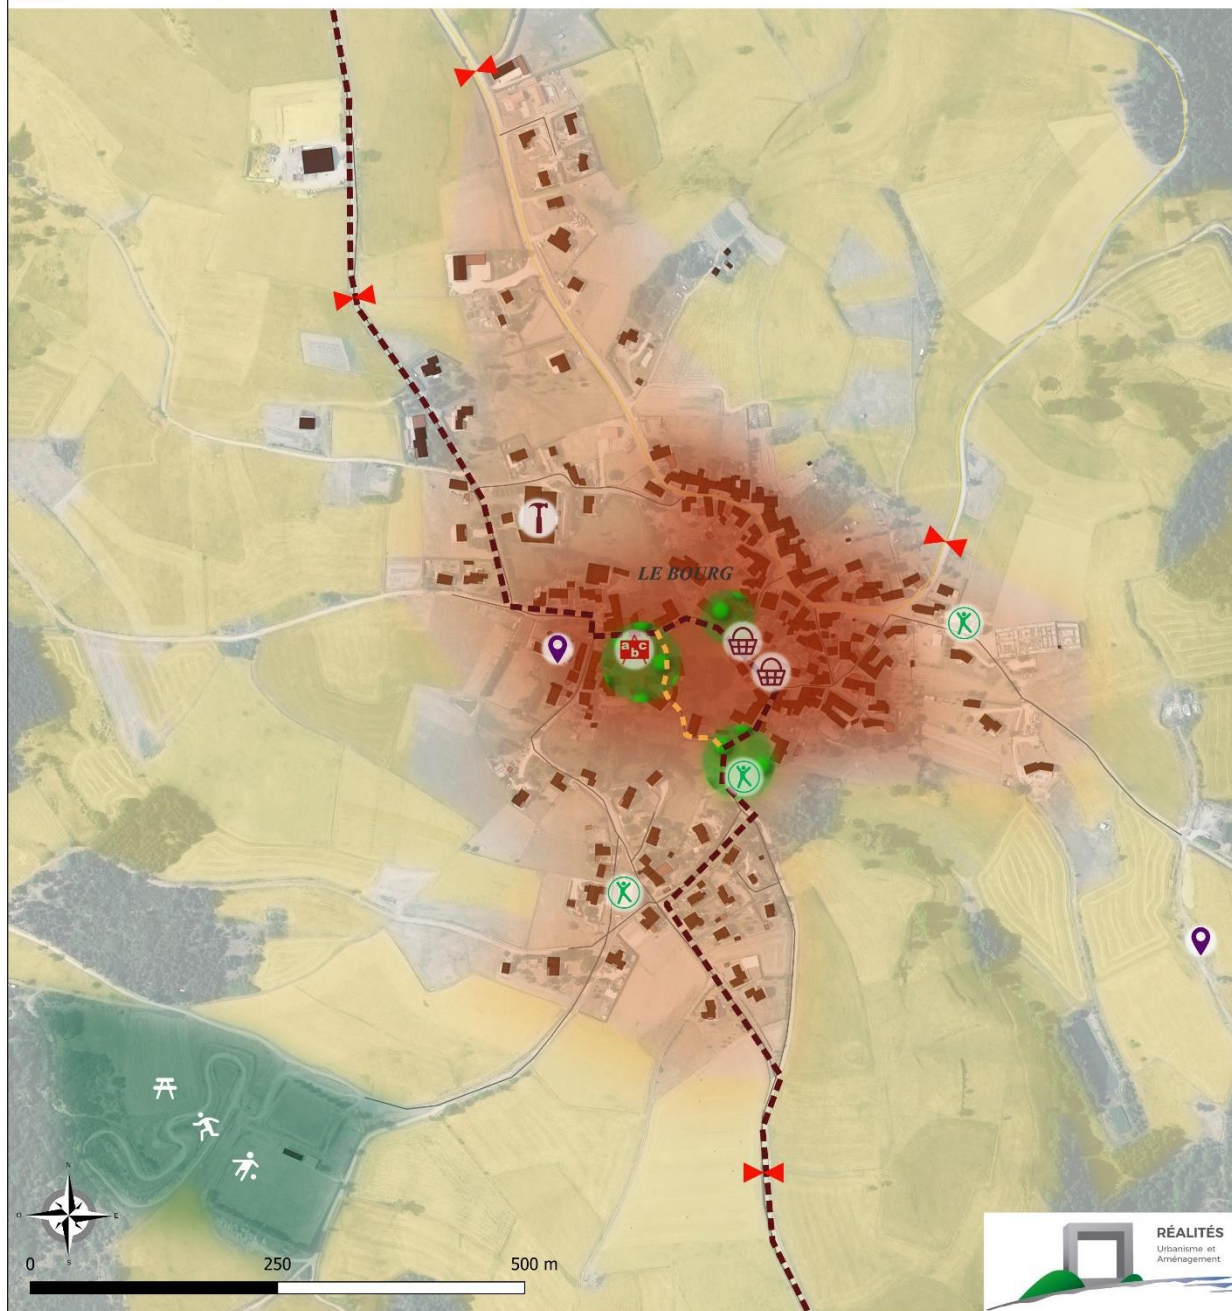 LE BOURG
a b c
N
O E
S
0 250 500 m
RÉALITÉS
Urbanisme et
Aménagement